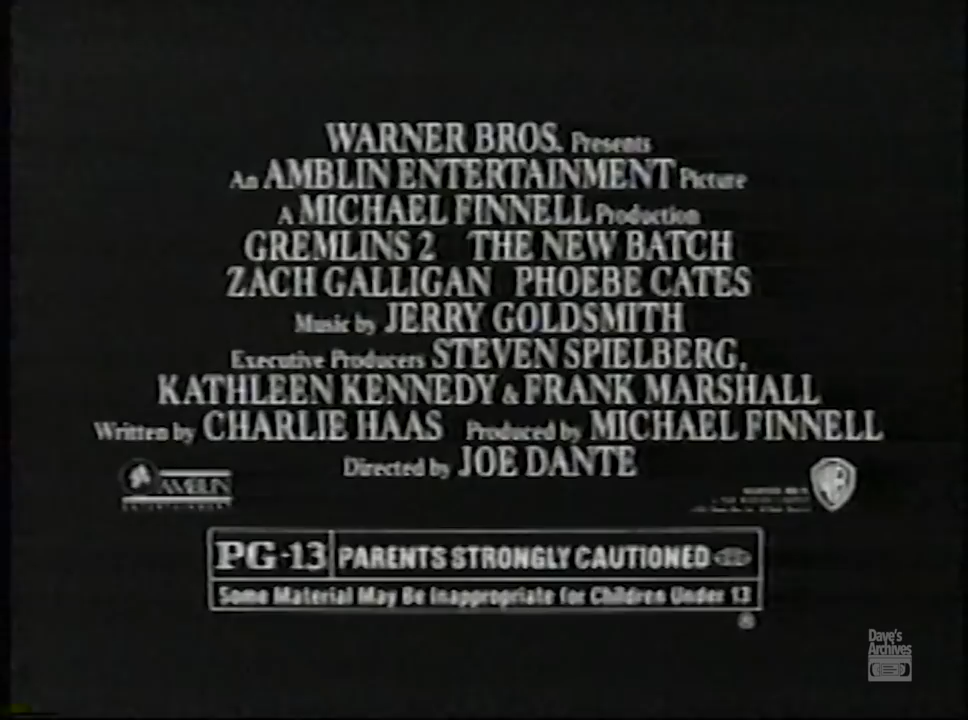 WARNER BROS. Presents
An AMBLIN ENTERTAINMENT Picture
A MICHAEL FINNELL Production
GREMLINS 2 THE NEW BATCH
ZACH GALLIGAN PHOEBE CATES
Music by JERRY GOLDSMITH
Executive Producers STEVEN SPIELBERG,
KATHLEEN KENNEDY & FRANK MARSHALL
Written by CHARLIE HAAS Produced by MICHAEL FINNELL
Directed by JOE DANTE
AMBLIN
ENTERTAINMENT
WB
PG-13 PARENTS STRONGLY CAUTIONED
Some Material May Be Inappropriate for Children Under 13
®
Dave's
Archives